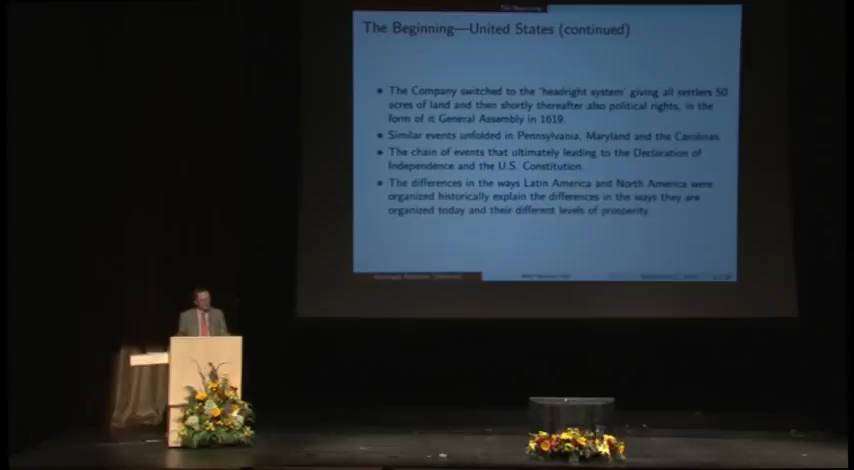 The Beginning
The Beginning—United States (continued)
• The Company switched to the 'headright system' giving all settlers 50
acres of land and then shortly thereafter also political rights, in the
form of it General Assembly in 1619.
• Similar events unfolded in Pennsylvania, Maryland and the Carolinas.
• The chain of events that ultimately leading to the Declaration of
Independence and the U.S. Constitution.
• The differences in the ways Latin America and North America were
organized historically explain the differences in the ways they are
organized today and their different levels of prosperity.